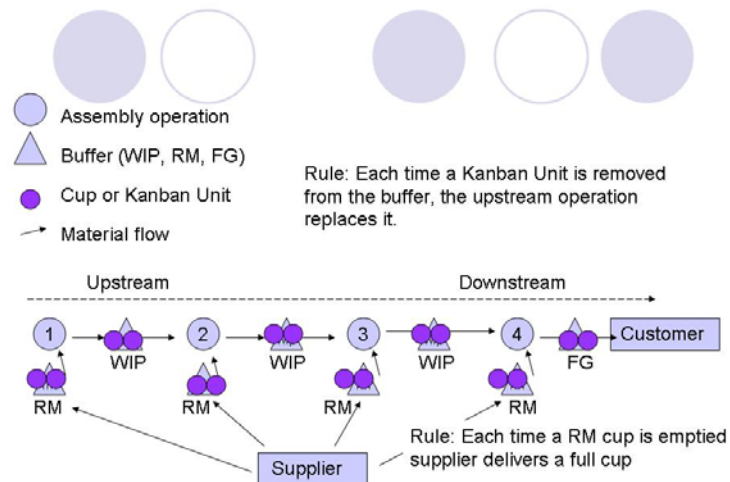 Assembly operation
Buffer (WIP, RM, FG)
Cup or Kanban Unit
Material flow
Rule: Each time a Kanban Unit is removed
from the buffer, the upstream operation
replaces it.
Upstream
Downstream
1
2
3
4
Customer
WIP
WIP
WIP
FG
RM
RM
RM
RM
Rule: Each time a RM cup is emptied
supplier delivers a full cup
Supplier